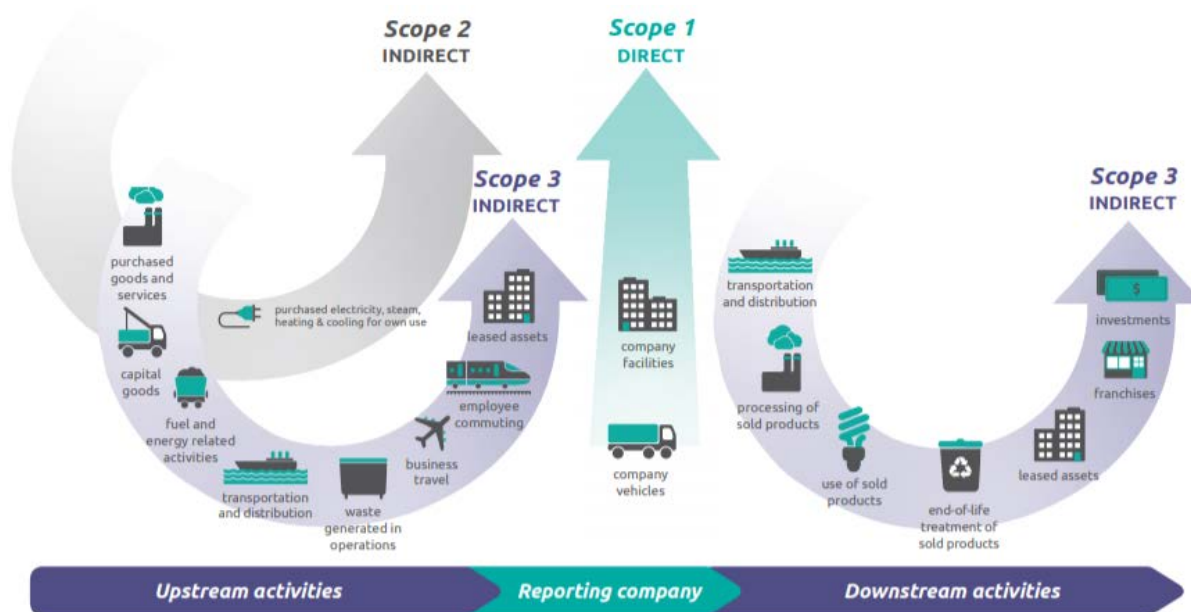 Scope 2
INDIRECT
Scope 1
DIRECT
Scope 3
INDIRECT
Scope 3
INDIRECT
purchased
goods and
services
capital
goods
fuel and
energy related
activities
purchased electricity, steam,
heating & cooling for own use
transportation
and distribution
waste
generated in
operations
business
travel
employee
commuting
leased assets
company
facilities
company
vehicles
transportation
and distribution
processing of
sold products
use of sold
products
end-of-life
treatment of
sold products
leased assets
franchises
$
investments
Upstream activities
Reporting company
Downstream activities